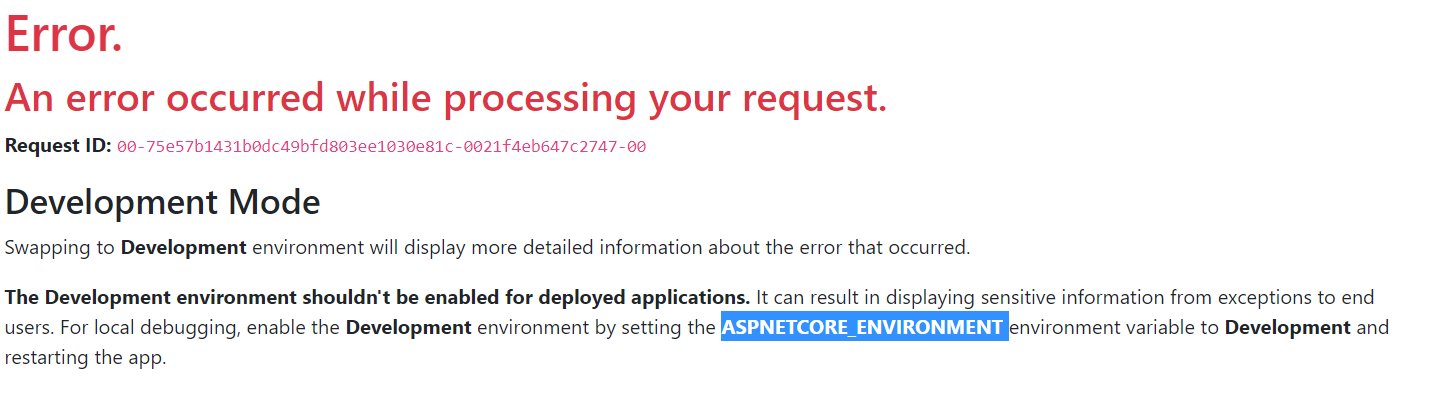 Error.
An error occurred while processing your request.
Request ID: 00-75e57b1431b0dc49bfd803ee1030e81c-0021f4eb647c2747-00
Development Mode
Swapping to Development environment will display more detailed information about the error that occurred.
The Development environment shouldn't be enabled for deployed applications. It can result in displaying sensitive information from exceptions to end
users. For local debugging, enable the Development environment by setting the ASPNETCORE_ENVIRONMENT environment variable to Development and
restarting the app.